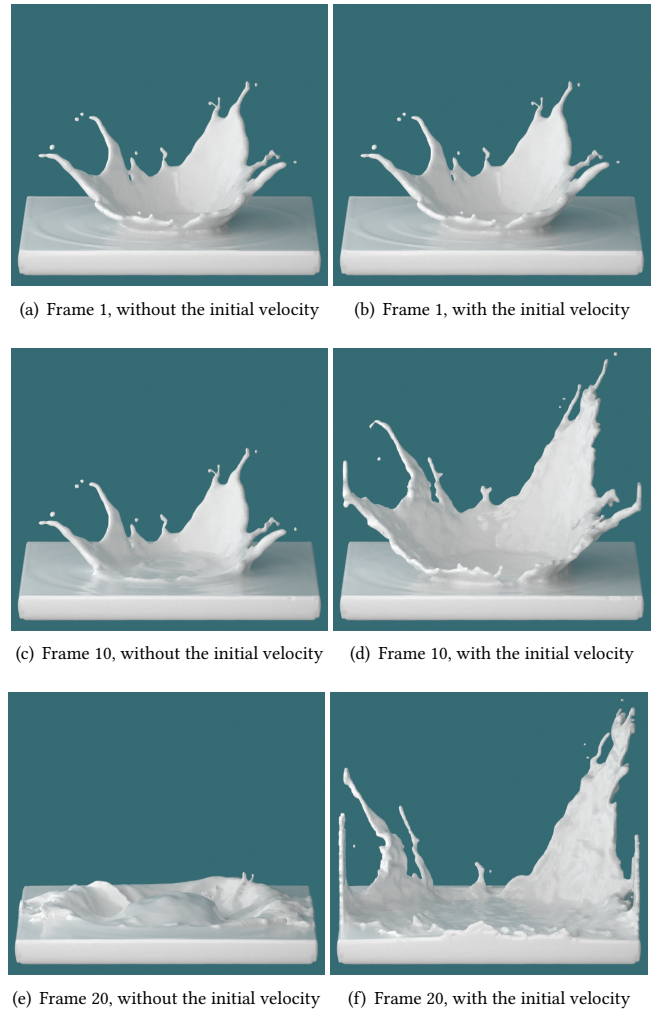 (a) Frame 1, without the initial velocity
(b) Frame 1, with the initial velocity
(c) Frame 10, without the initial velocity
(d) Frame 10, with the initial velocity
(e) Frame 20, without the initial velocity
(f) Frame 20, with the initial velocity